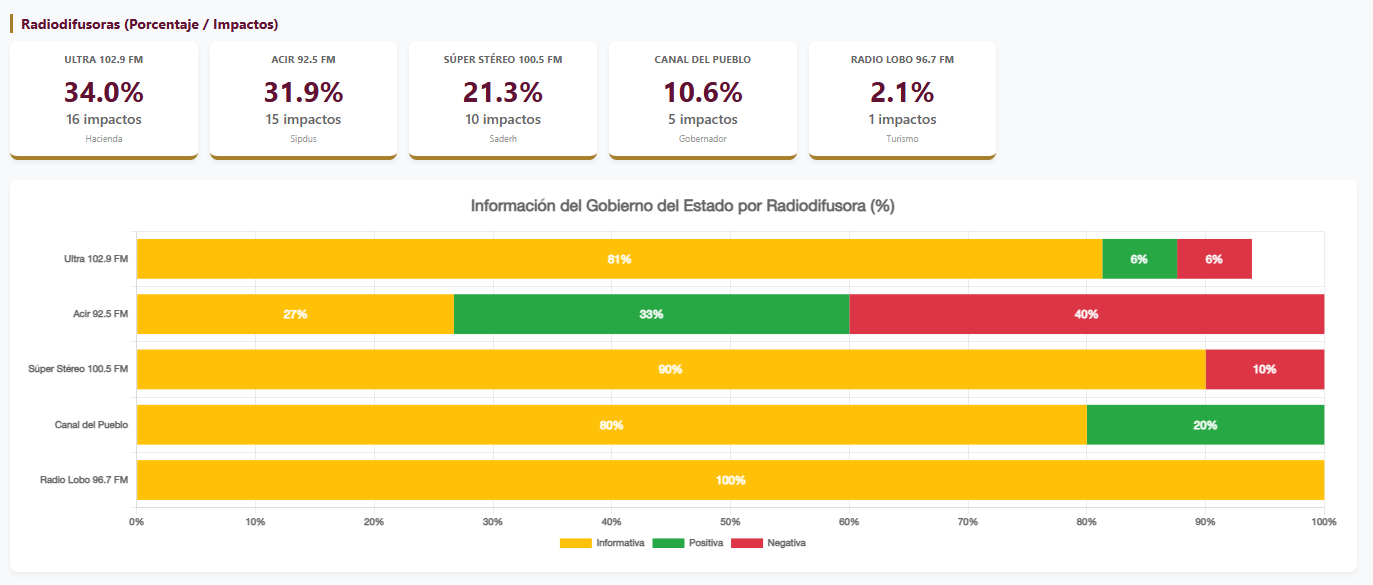 Radiodifusoras (Porcentaje / Impactos)
ULTRA 102.9 FM
34.0%
16 impactos
Hacienda
ACIR 92.5 FM
31.9%
15 impactos
Sipdus
SÚPER STÉREO 100.5 FM
21.3%
10 impactos
Saderh
CANAL DEL PUEBLO
10.6%
5 impactos
Gobernador
RADIO LOBO 96.7 FM
2.1%
1 impactos
Turismo
Información del Gobierno del Estado por Radiodifusora (%)
Ultra 102.9 FM 81% 6% 6%
Acir 92.5 FM 27% 33% 40%
Súper Stéreo 100.5 FM 90% 10%
Canal del Pueblo 80% 20%
Radio Lobo 96.7 FM 100%
0% 10% 20% 30% 40% 50% 60% 70% 80% 90% 100%
Informativa Positiva Negativa